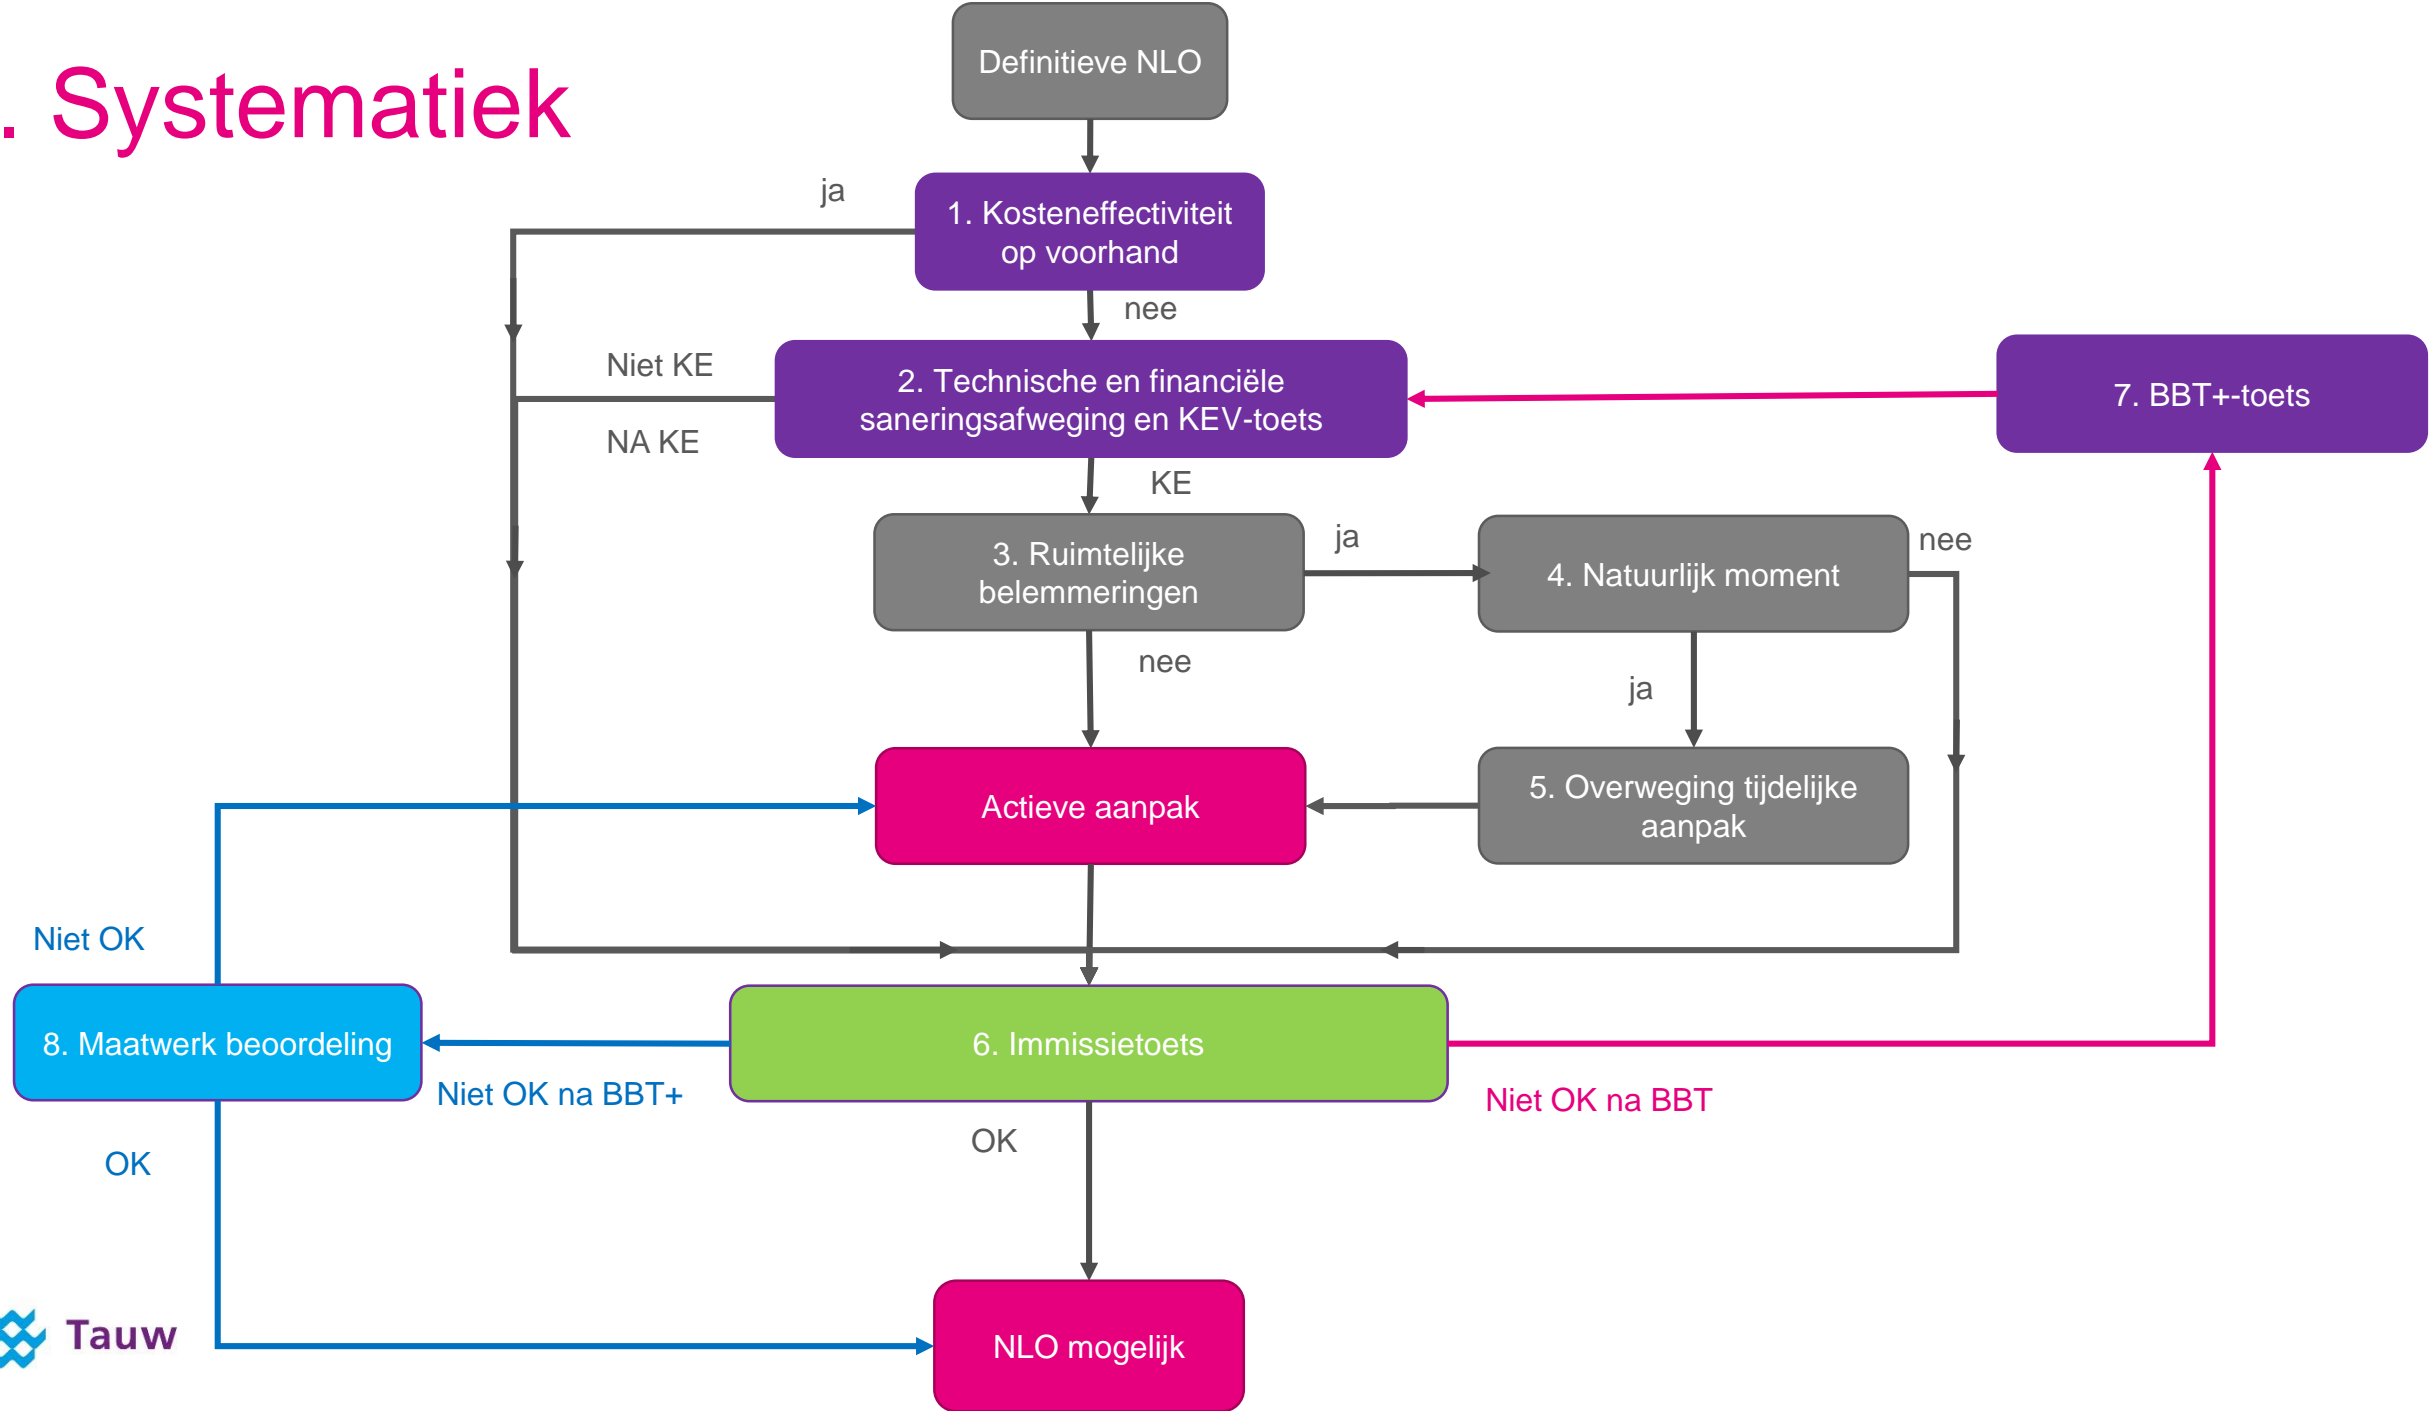 . Systematiek
Definitieve NLO
ja
1. Kosteneffectiviteit
op voorhand
nee
Niet KE
NA KE
2. Technische en financiële
saneringsafweging en KEV-toets
7. BBT+-toets
KE
3. Ruimtelijke
belemmeringen
ja
4. Natuurlijk moment
nee
nee
ja
Actieve aanpak
5. Overweging tijdelijke
aanpak
Niet OK
8. Maatwerk beoordeling
6. Immissietoets
Niet OK na BBT+
Niet OK na BBT
OK
OK
Tauw
NLO mogelijk